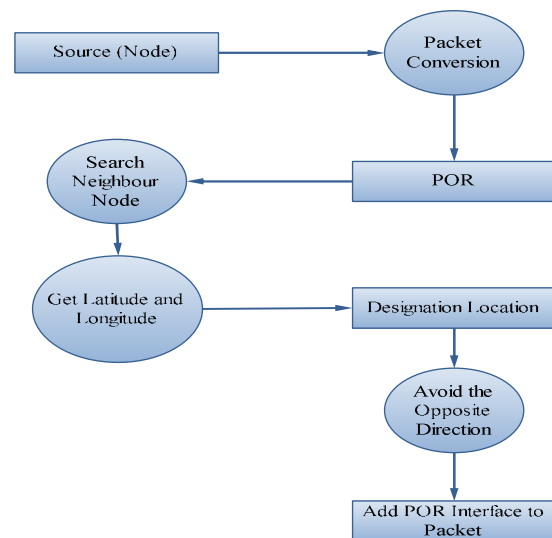 Source (Node)
Packet
Conversion
Search
Neighbour
Node
POR
Get Latitude and
Longitude
Designation Location
Avoid the
Opposite
Direction
Add POR Interface to
Packet